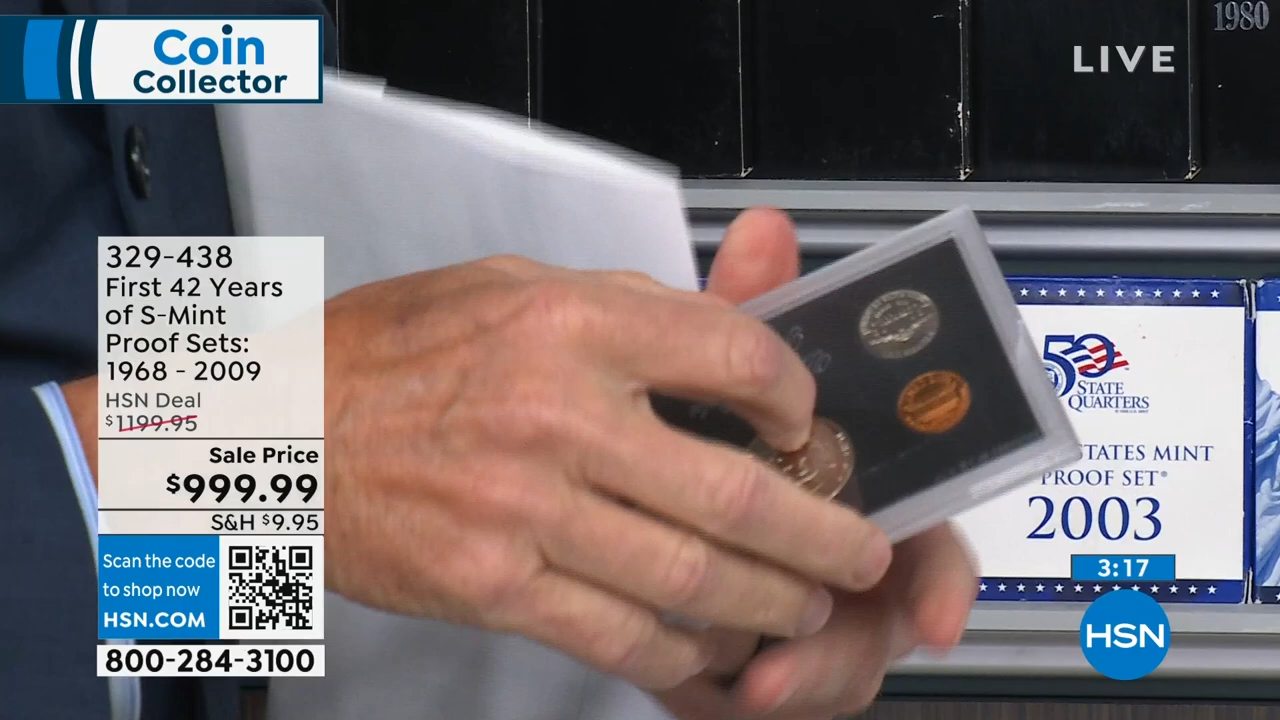 Coin
Collector
1980
LIVE
329-438
First 42 Years
of S-Mint
Proof Sets:
1968 - 2009
HSN Deal
$1199.95
Sale Price
$999.99
S&H $9.95
Scan the code
to shop now
HSN.COM
800-284-3100
50
STATE
QUARTERS
STATES MINT
PROOF SET®
2003
3:17
HSN